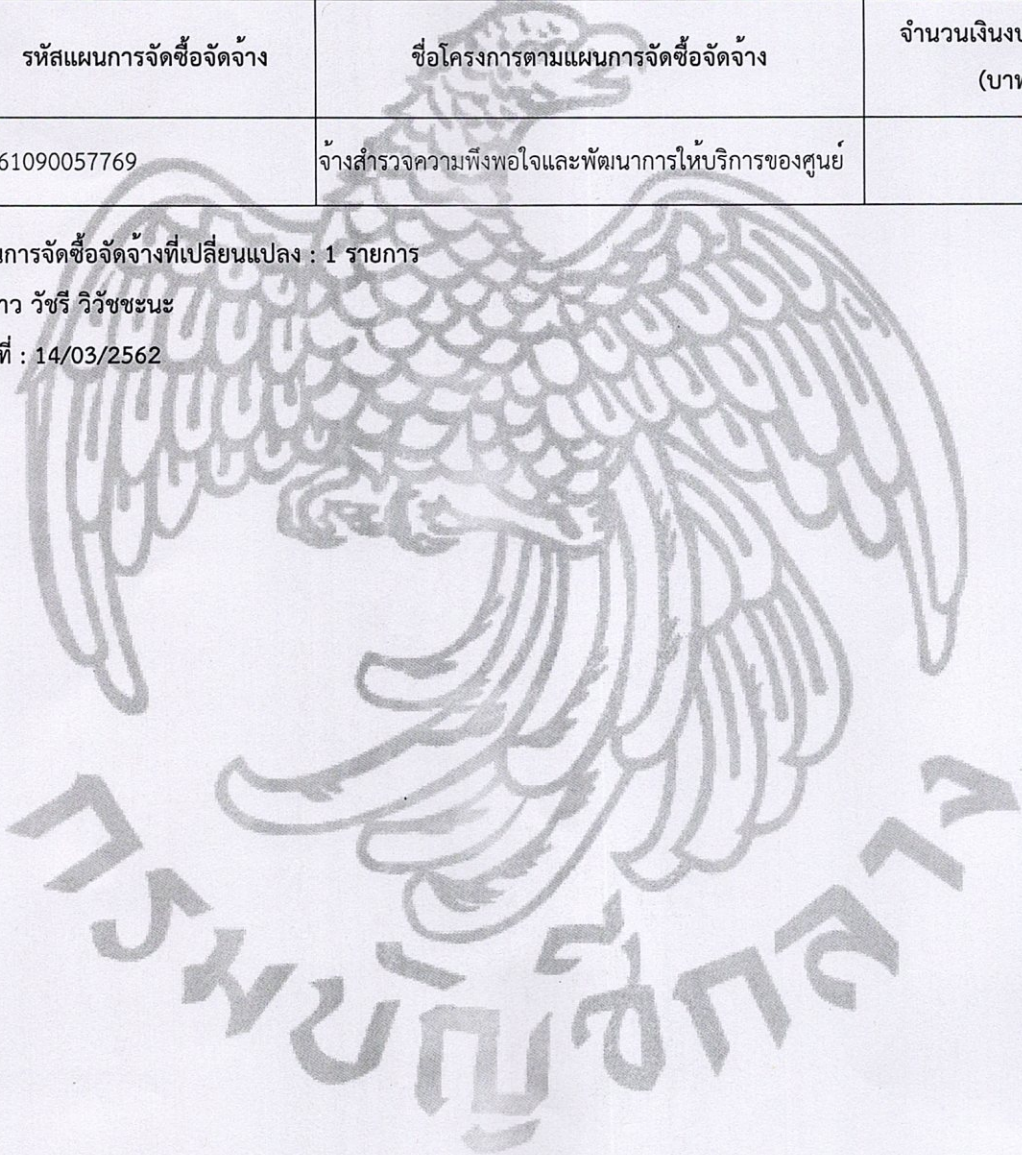 รหัสแผนการจัดซื้อจัดจ้าง ชื่อโครงการตามแผนการจัดซื้อจัดจ้าง จำนวนเงินงบ
(บาท
61090057769 จ้างสำรวจความพึงพอใจและพัฒนาการให้บริการของศูนย์
นการจัดซื้อจัดจ้างที่เปลี่ยนแปลง : 1 รายการ
าว วัชรี วิวัชชะนะ
ที่ : 14/03/2562
กรมบัญชีกลาง